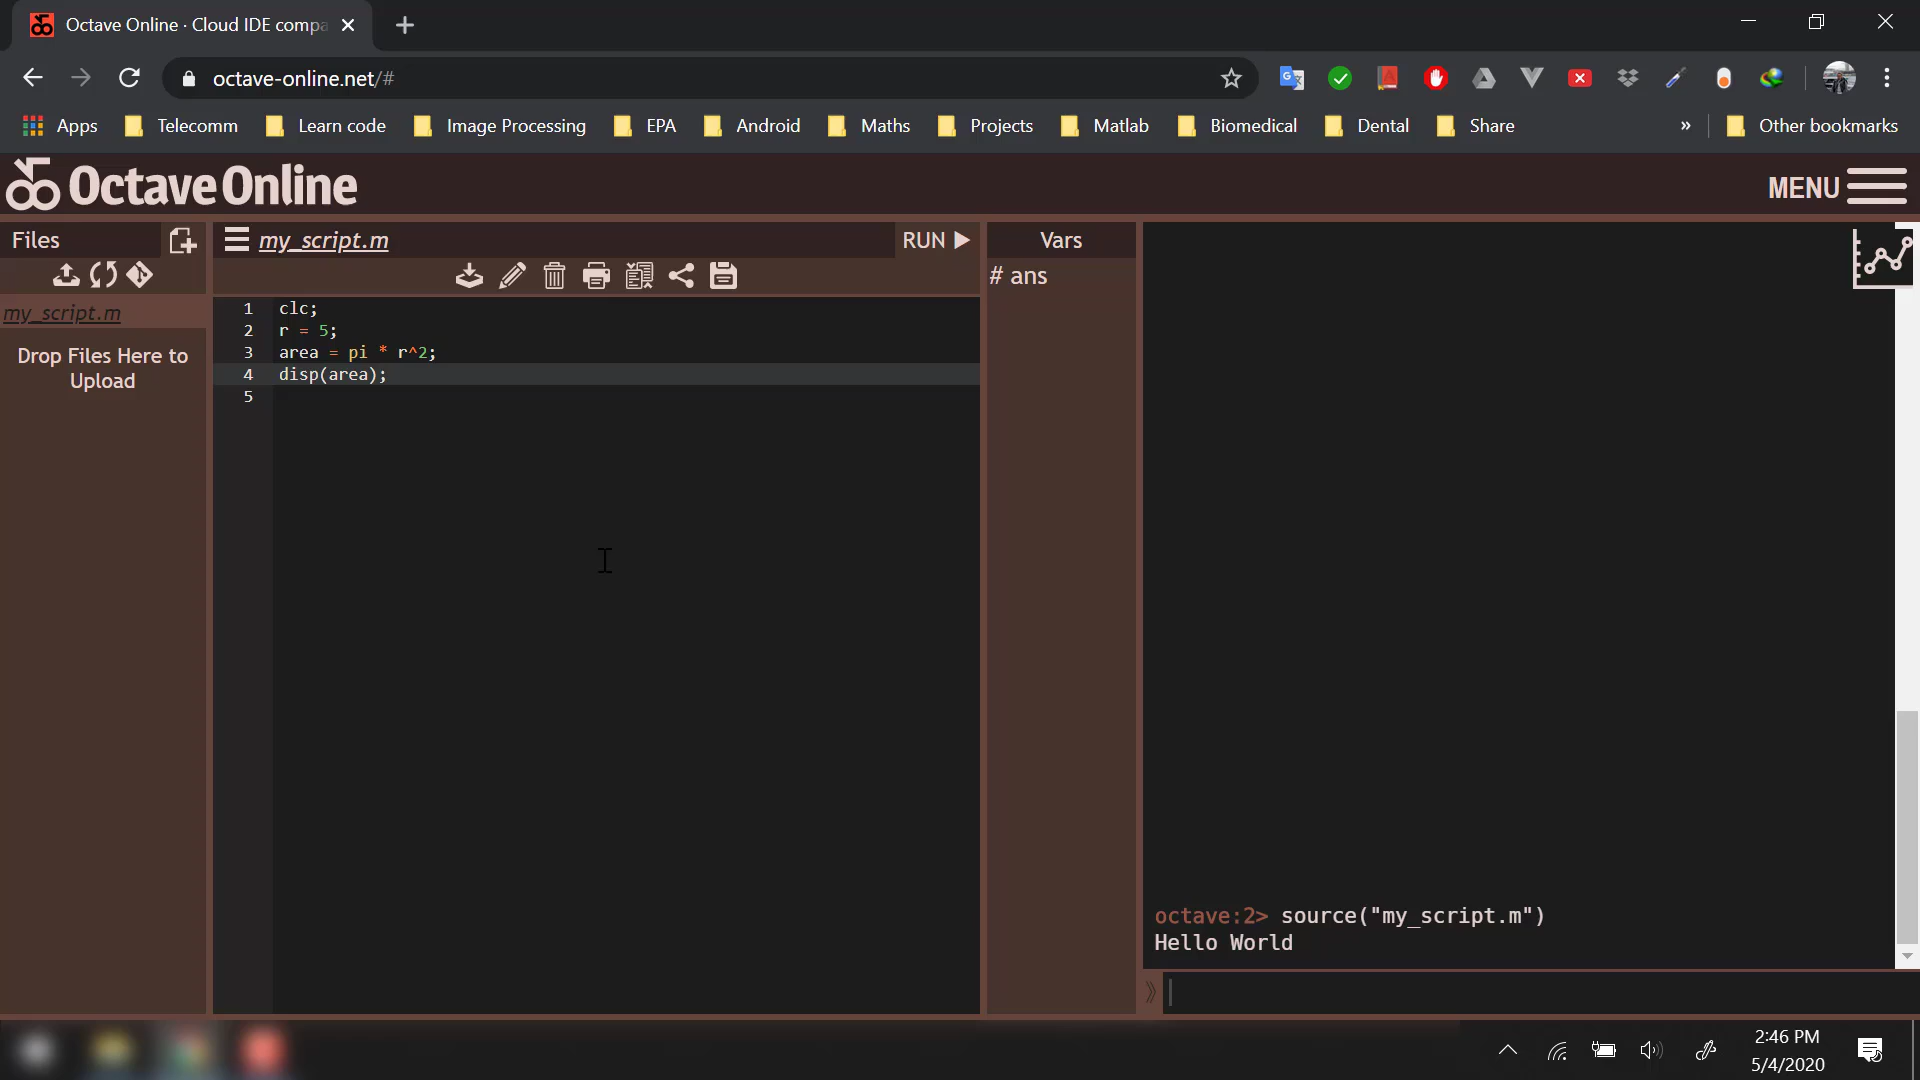 Octave Online · Cloud IDE compa
octave-online.net/#
Apps Telecomm Learn code Image Processing EPA Android Maths Projects Matlab Biomedical Dental Share » Other bookmarks
Octave Online
MENU
Files
my_script.m
RUN
Vars
# ans
my_script.m
Drop Files Here to
Upload
1 clc;
2 r = 5;
3 area = pi * r^2;
4 disp(area);
5
octave:2> source("my_script.m")
Hello World
2:46 PM
5/4/2020